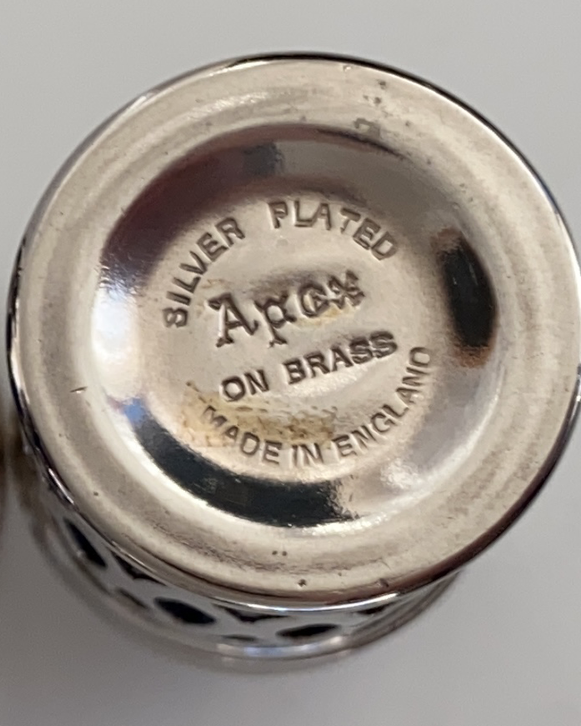 SILVER PLATED
Apex
ON BRASS
MADE IN ENGLAND